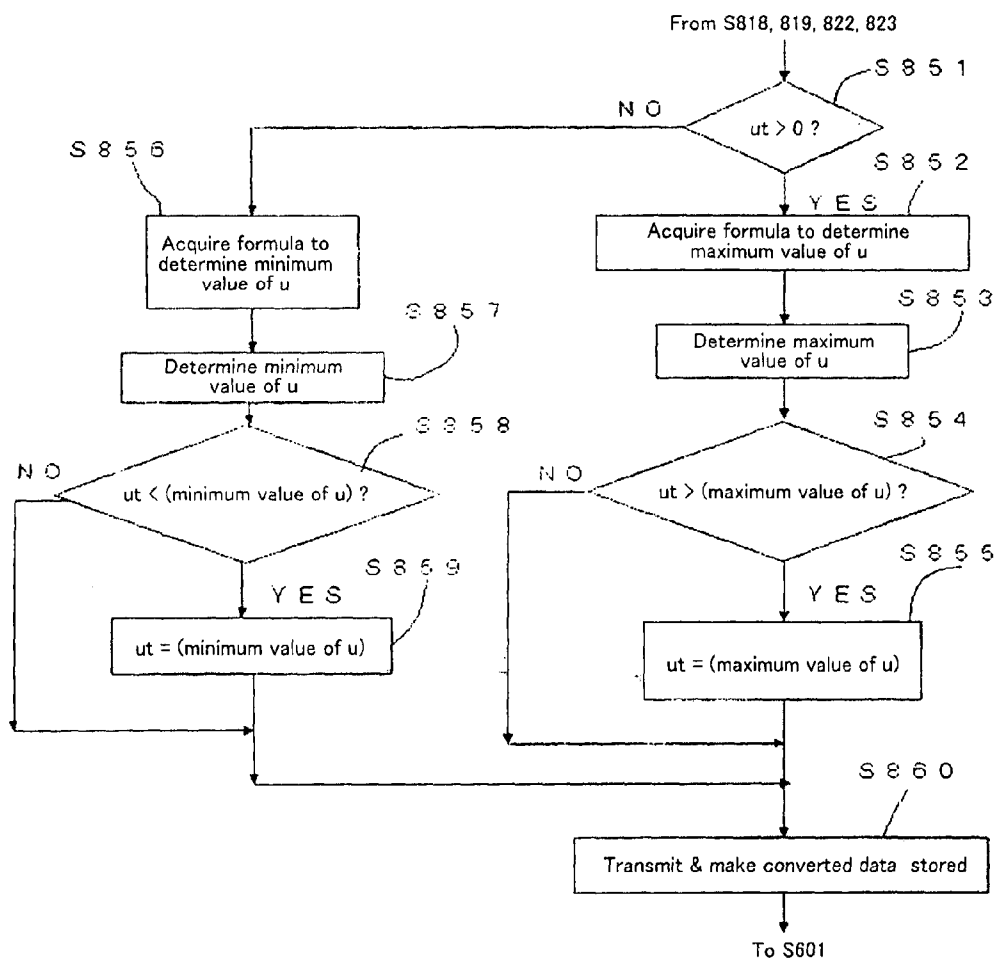 From S818, 819, 822, 823
S851
NO
ut > 0 ?
S856
S852
YES
Acquire formula to
determine minimum
value of u
Acquire formula to determine
maximum value of u
S857
S853
Determine minimum
value of u
Determine maximum
value of u
S858
S854
NO
ut < (minimum value of u) ?
NO
ut > (maximum value of u) ?
S859
YES
S855
YES
ut = (minimum value of u)
ut = (maximum value of u)
S860
Transmit & make converted data stored
To S601